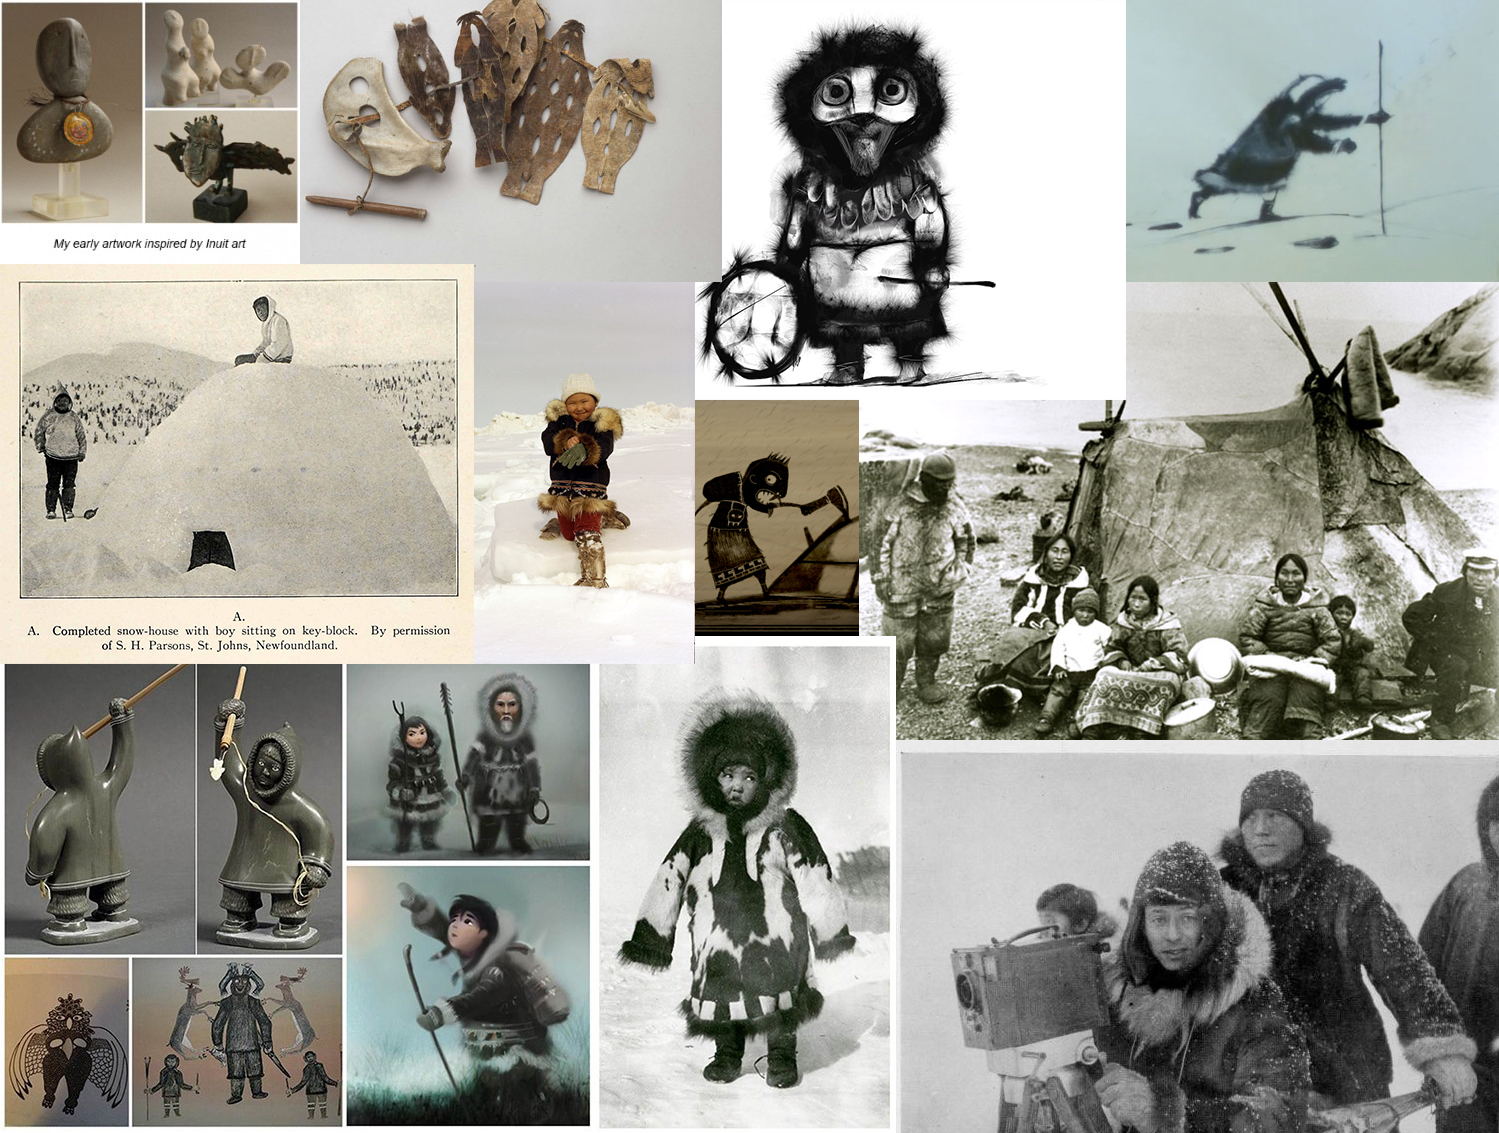 My early artwork inspired by Inuit art
A.
A. Completed snow-house with boy sitting on key-block. By permission
of S. H. Parsons, St. Johns, Newfoundland.